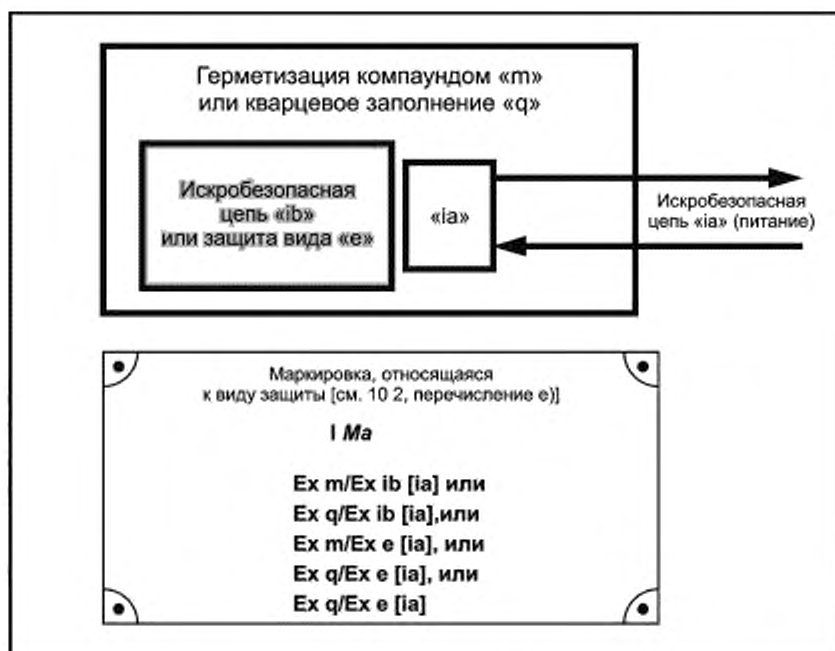 Герметизация компаундом «m»
или кварцевое заполнение «q»
Искробезопасная
цепь «ib»
или защита вида «e»
«ia»
Искробезопасная
цепь «ia» (питание)
Маркировка, относящаяся
к виду защиты [см. 10 2, перечисление е)]
I Ma
Ex m/Ex ib [ia] или
Ex q/Ex ib [ia],или
Ex m/Ex e [ia], или
Ex q/Ex e [ia], или
Ex q/Ex e [ia]